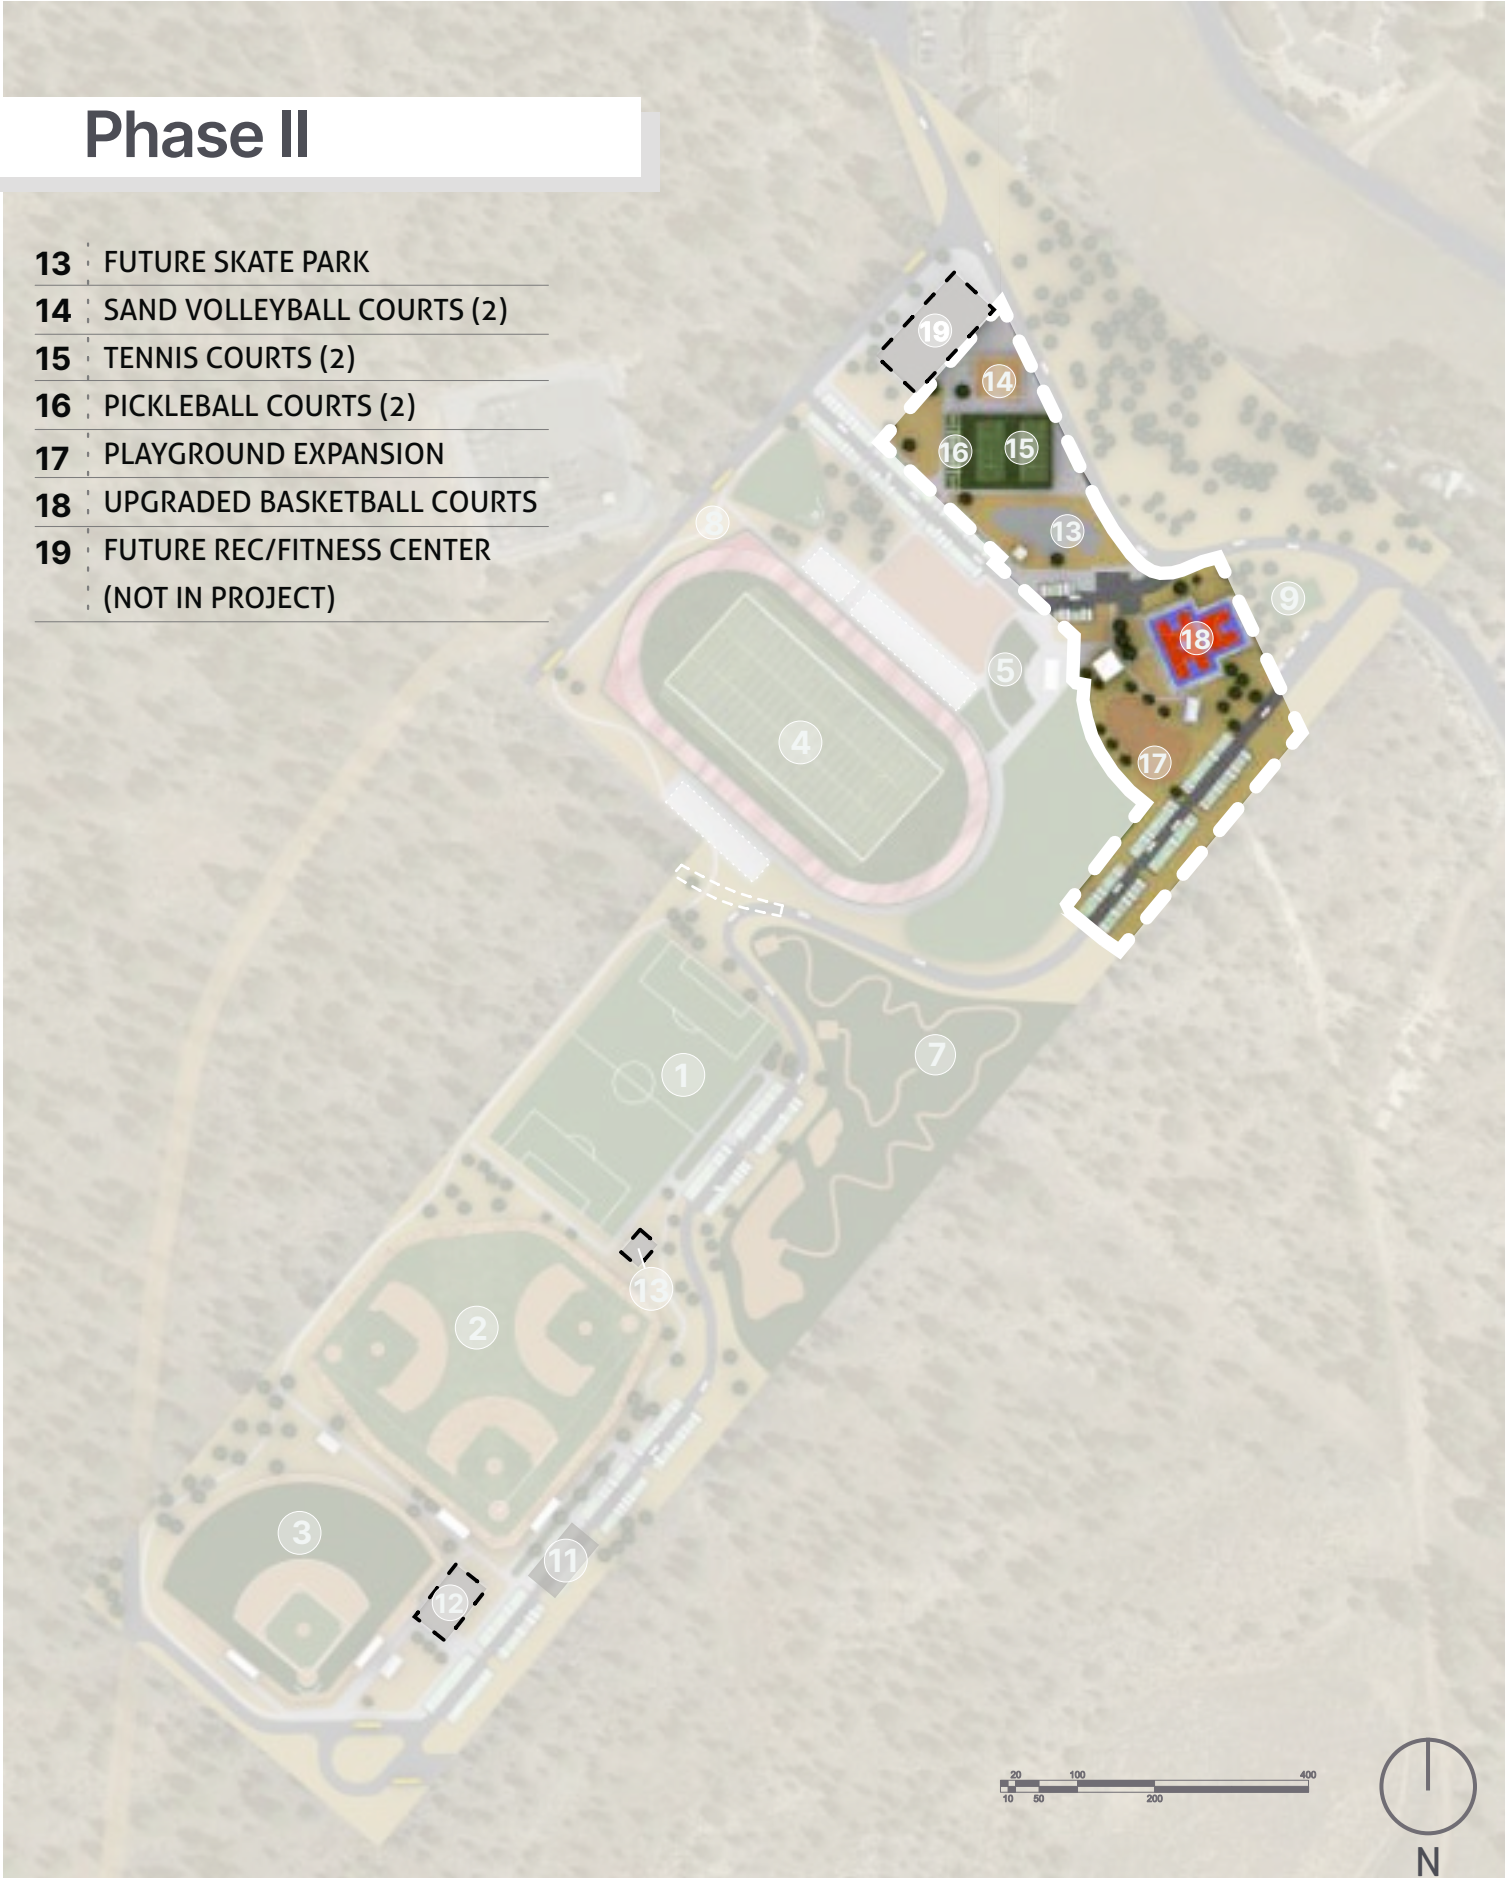 Phase II
13 FUTURE SKATE PARK
14 SAND VOLLEYBALL COURTS (2)
15 TENNIS COURTS (2)
16 PICKLEBALL COURTS (2)
17 PLAYGROUND EXPANSION
18 UPGRADED BASKETBALL COURTS
19 FUTURE REC/FITNESS CENTER
(NOT IN PROJECT)
19
14
16 15
8
13
9
18
5
4
17
7
1
13
2
3
11
12
20 100 400
10 50 200
N